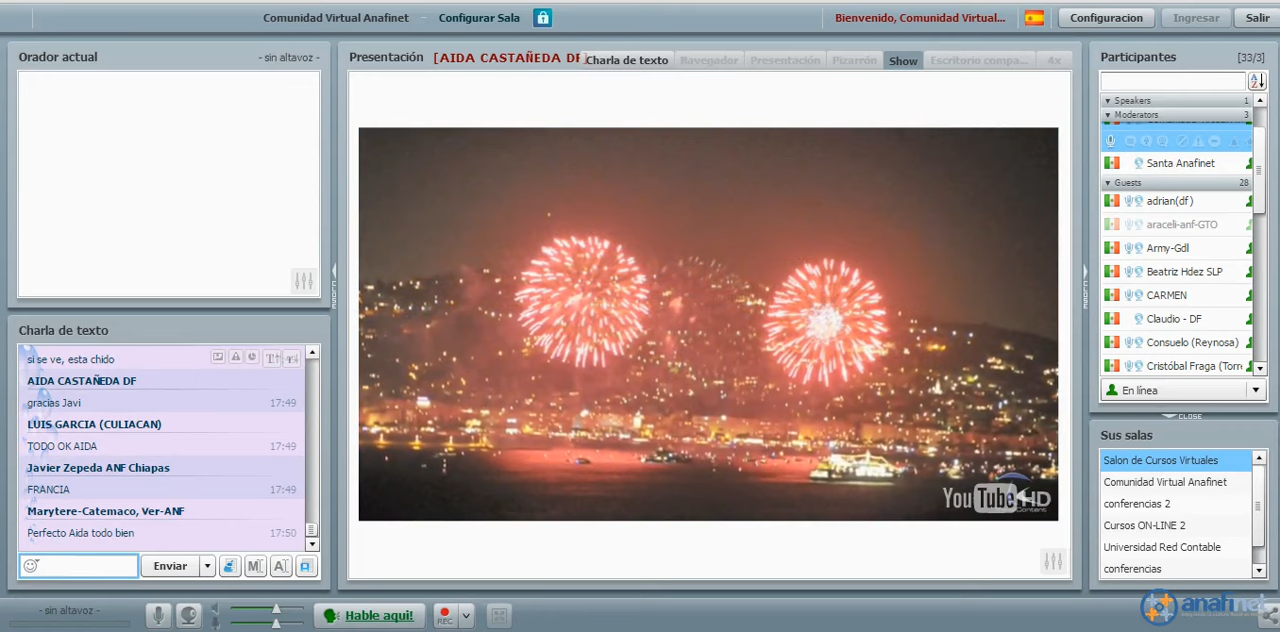 Comunidad Virtual Anafinet
Configurar Sala
Bienvenido, Comunidad Virtual...
Configuracion
Ingresar
Salir
Orador actual
- sin altavoz -
Presentación
[AIDA CASTAÑEDA DF]
Charla de texto
Navegador
Presentación
Pizarrón
Show
Escritorio compa...
4x
Participantes
[33/3]
Speakers 1
Moderators 3
Santa Anafinet
Guests 28
adrian(df)
araceli-anf-GTO
Army-Gdl
Beatriz Hdez SLP
CARMEN
Claudio - DF
Consuelo (Reynosa)
Cristóbal Fraga (Torre
En línea
CLOSE
Charla de texto
si se ve, esta chido
AIDA CASTAÑEDA DF
gracias Javi 17:49
LUIS GARCIA (CULIACAN)
TODO OK AIDA 17:49
Javier Zepeda ANF Chiapas
FRANCIA 17:49
Marytere-Catemaco, Ver-ANF
Perfecto Aida todo bien 17:50
Enviar
YouTube HD
Content
Sus salas
Salon de Cursos Virtuales
Comunidad Virtual Anafinet
conferencias 2
Cursos ON-LINE 2
Universidad Red Contable
conferencias
- sin altavoz -
Hable aqui!
REC
anafinet